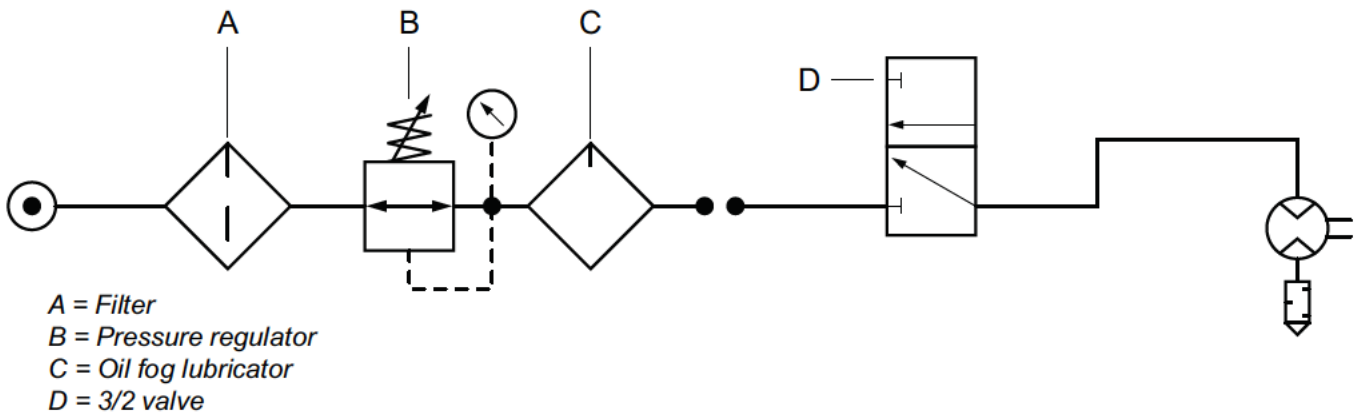 A B C
D
A = Filter
B = Pressure regulator
C = Oil fog lubricator
D = 3/2 valve